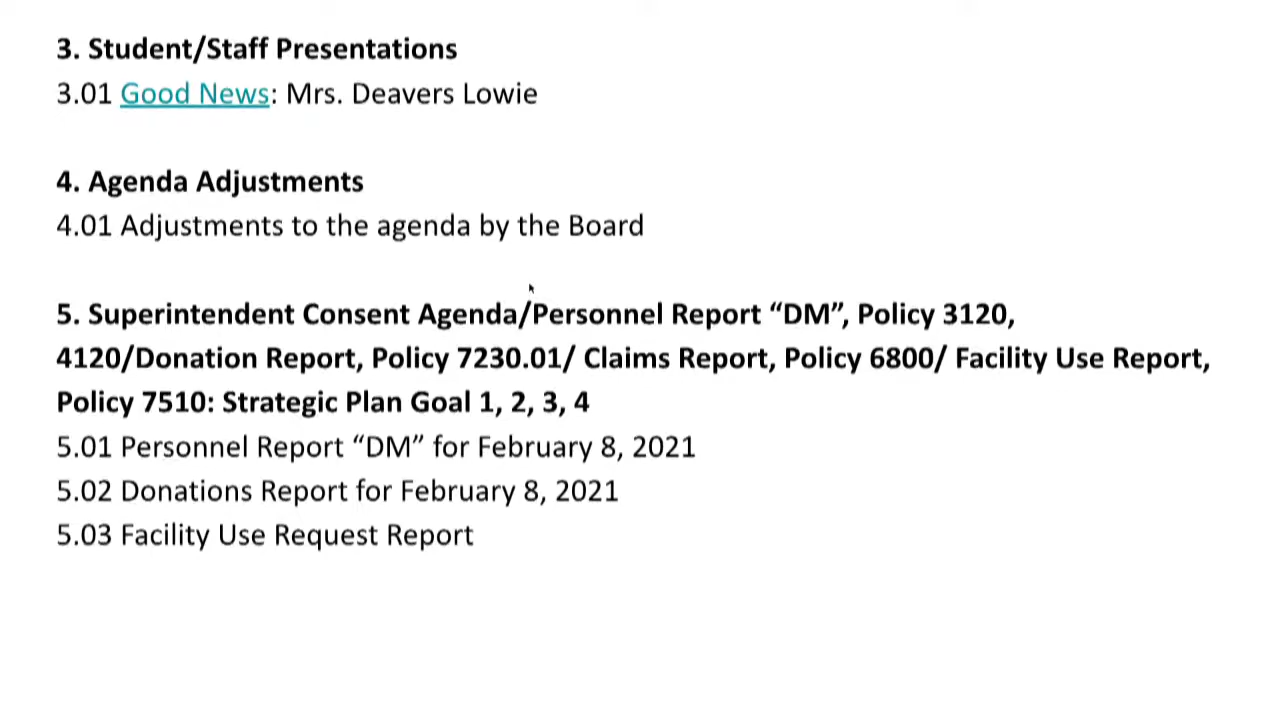 3. Student/Staff Presentations
3.01 Good News: Mrs. Deavers Lowie
4. Agenda Adjustments
4.01 Adjustments to the agenda by the Board
5. Superintendent Consent Agenda/Personnel Report “DM”, Policy 3120,
4120/Donation Report, Policy 7230.01/ Claims Report, Policy 6800/ Facility Use Report,
Policy 7510: Strategic Plan Goal 1, 2, 3, 4
5.01 Personnel Report “DM” for February 8, 2021
5.02 Donations Report for February 8, 2021
5.03 Facility Use Request Report